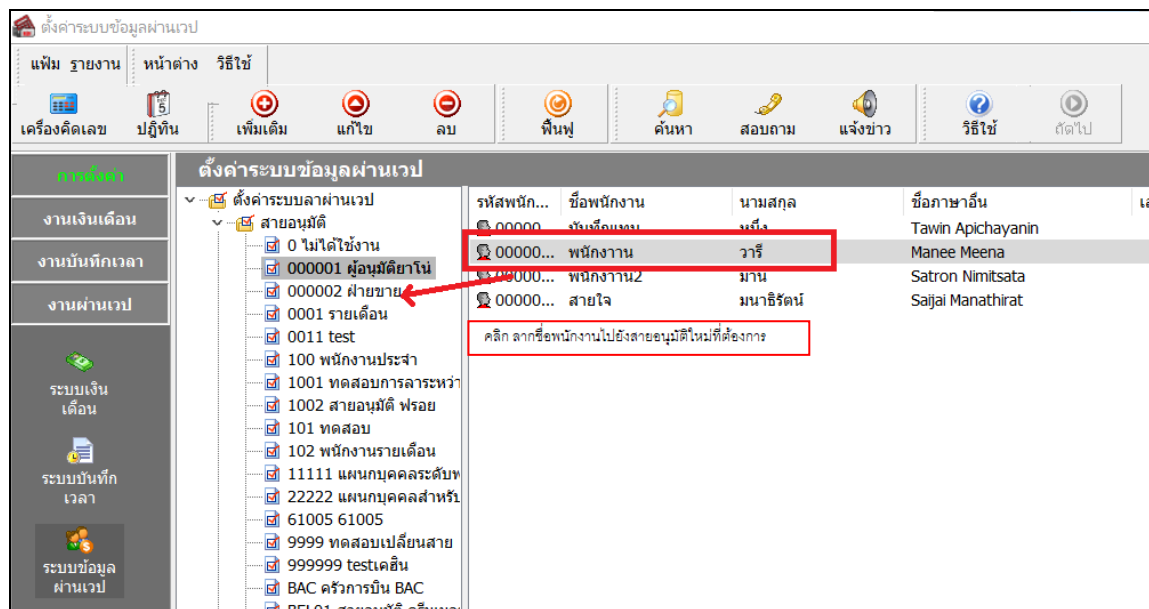 ตั้งค่าระบบข้อมูลผ่านเวป
แฟ้ม รายงาน หน้าต่าง วิธีใช้
เครื่องคิดเลข ปฏิทิน เพิ่มเติม แก้ไข ลบ ฟื้นฟู ค้นหา สอบถาม แจ้งข่าว วิธีใช้ ถัดไป
การตั้งค่า
งานเงินเดือน
งานบันทึกเวลา
งานผ่านเวป
ระบบเงิน
เดือน
ระบบบันทึก
เวลา
ระบบข้อมูล
ผ่านเวป
ตั้งค่าระบบข้อมูลผ่านเวป
ตั้งค่าระบบลาผ่านเวป
สายอนุมัติ
0 ไม่ได้ใช้งาน
000001 ผู้อนุมัติยาโน่
000002 ฝ่ายขาย
0001 รายเดือน
0011 test
100 พนักงานประจำ
1001 ทดสอบการลาระหว่า
1002 สายอนุมัติ ฟรอย
101 ทดสอบ
102 พนักงานรายเดือน
11111 แผนกบุคคลระดับพ
22222 แผนกบุคคลสำหรับ
61005 61005
9999 ทดสอบเปลี่ยนสาย
999999 testเคฮิน
BAC ครัวการบิน BAC
รหัสพนัก... ชื่อพนักงาน นามสกุล ชื่อภาษาอื่น
00000... บันทึกแทน หนึ่ง Tawin Apichayanin
00000... พนักงาาน วารี Manee Meena
00000... พนักงาาน2 มาน Satron Nimitsata
00000... สายใจ มนาธิรัตน์ Saijai Manathirat
คลิก ลากชื่อพนักงานไปยังสายอนุมัติใหม่ที่ต้องการ